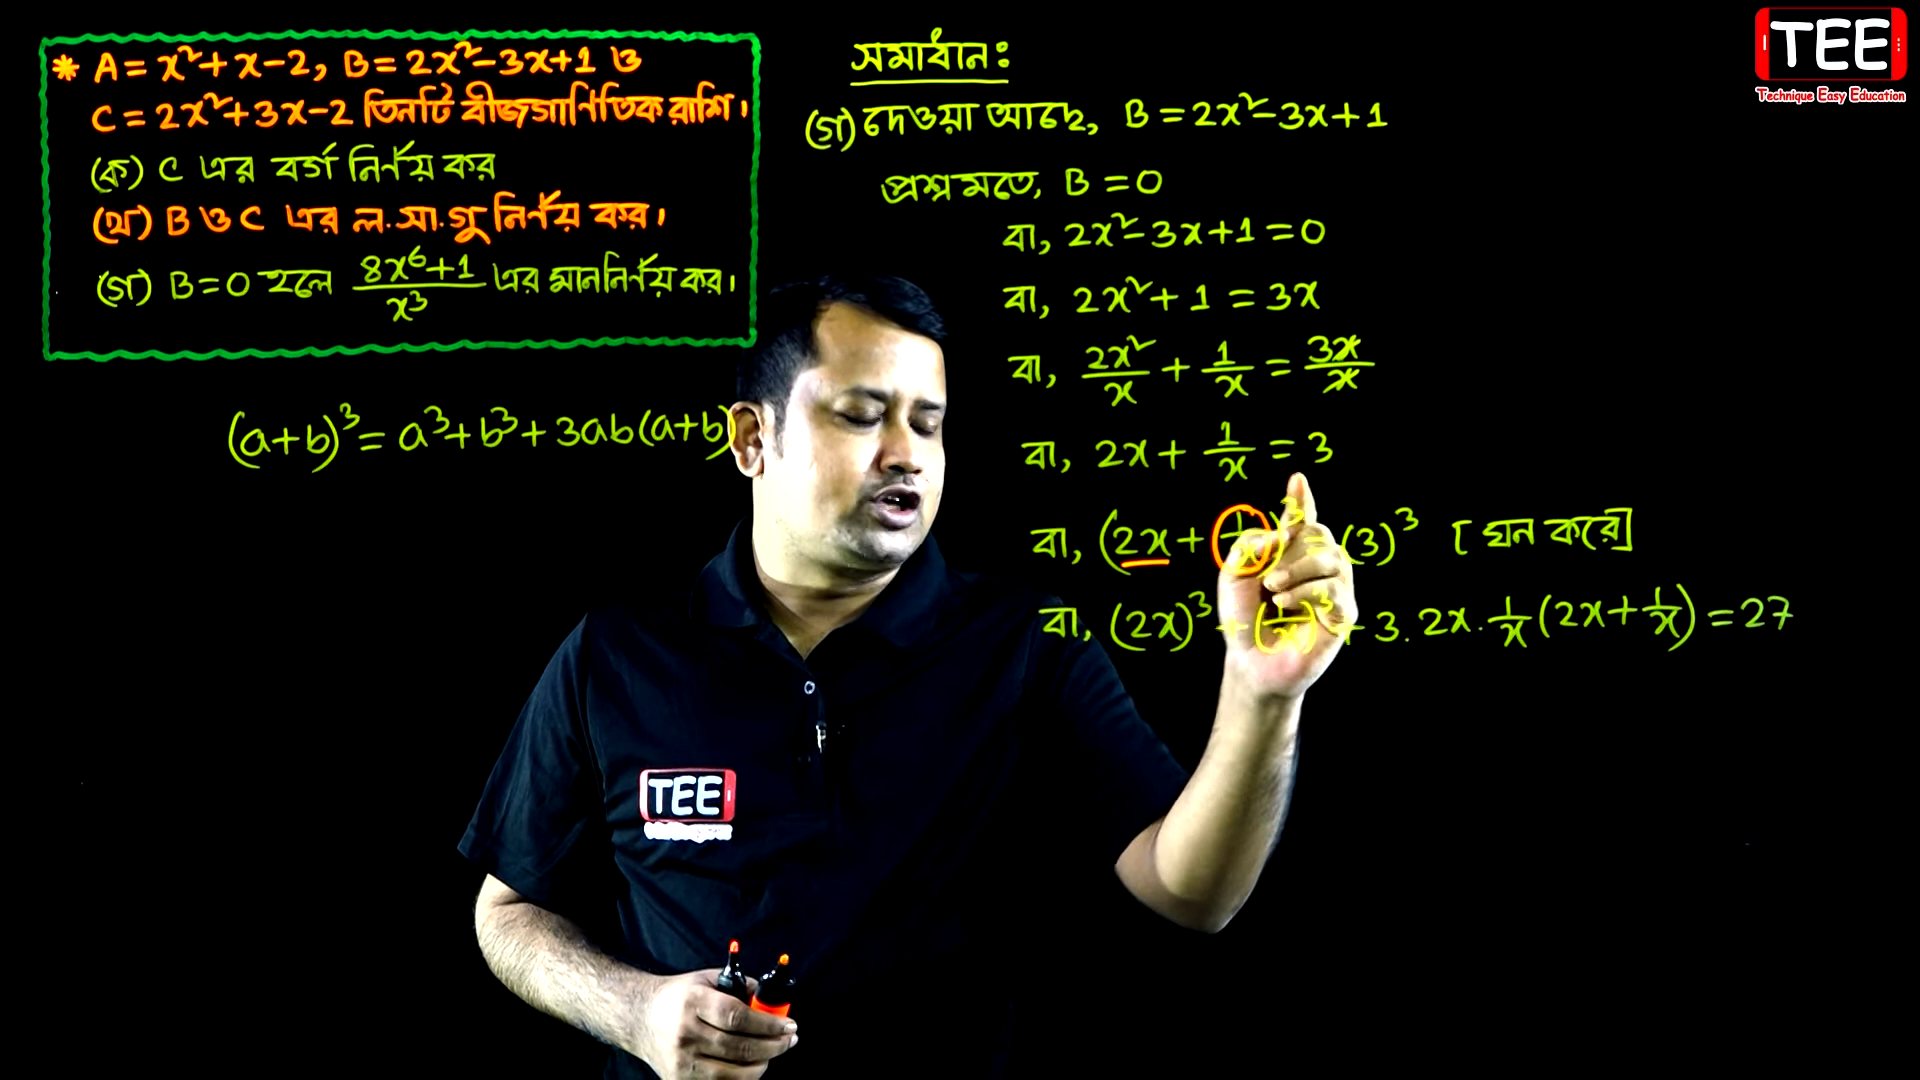 * A = x² + x - 2, B = 2x² - 3x + 1 ও
C = 2x² + 3x - 2 তিনটি বীজগাণিতিক রাশি।
(ক) C এর বর্গ নির্ণয় কর
(খ) B ও C এর ল.সা.গু নির্ণয় কর।
(গ) B = 0 হলে (8x⁶ + 1)/x³ এর মান নির্ণয় কর।
(a+b)³ = a³ + b³ + 3ab(a+b)
সমাধান:
(গ) দেওয়া আছে, B = 2x² - 3x + 1
প্রশ্নমতে, B = 0
বা, 2x² - 3x + 1 = 0
বা, 2x² + 1 = 3x
বা, 2x²/x + 1/x = 3x/x
বা, 2x + 1/x = 3
বা, (2x + 1/x)³ = (3)³ [ঘন করে]
বা, (2x)³ + (1/x)³ + 3.2x.1/x(2x + 1/x) = 27
TEE
Technique Easy Education
TEE